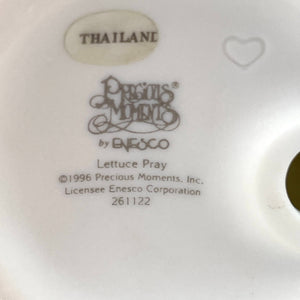 THAILAND
PRECIOUS
MOMENTS®
by ENESCO
Lettuce Pray
©1996 Precious Moments, Inc.
Licensee Enesco Corporation
261122